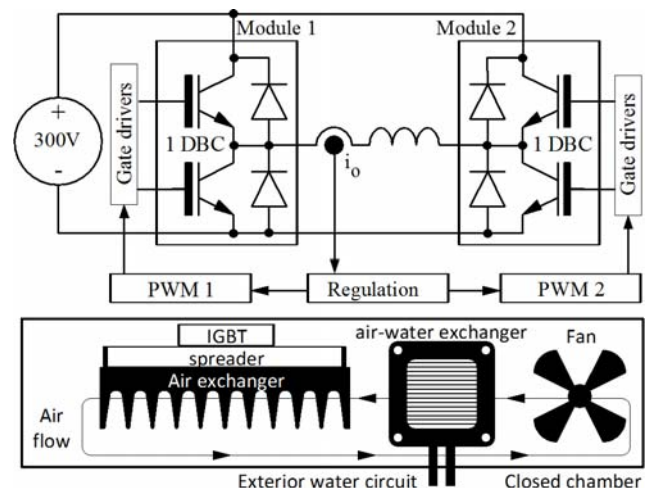 Module 1
Module 2
+
300V
-
Gate drivers
1 DBC
i₀
1 DBC
Gate drivers
PWM 1
Regulation
PWM 2
IGBT
spreader
Air exchanger
air-water exchanger
Fan
Air
flow
Exterior water circuit
Closed chamber